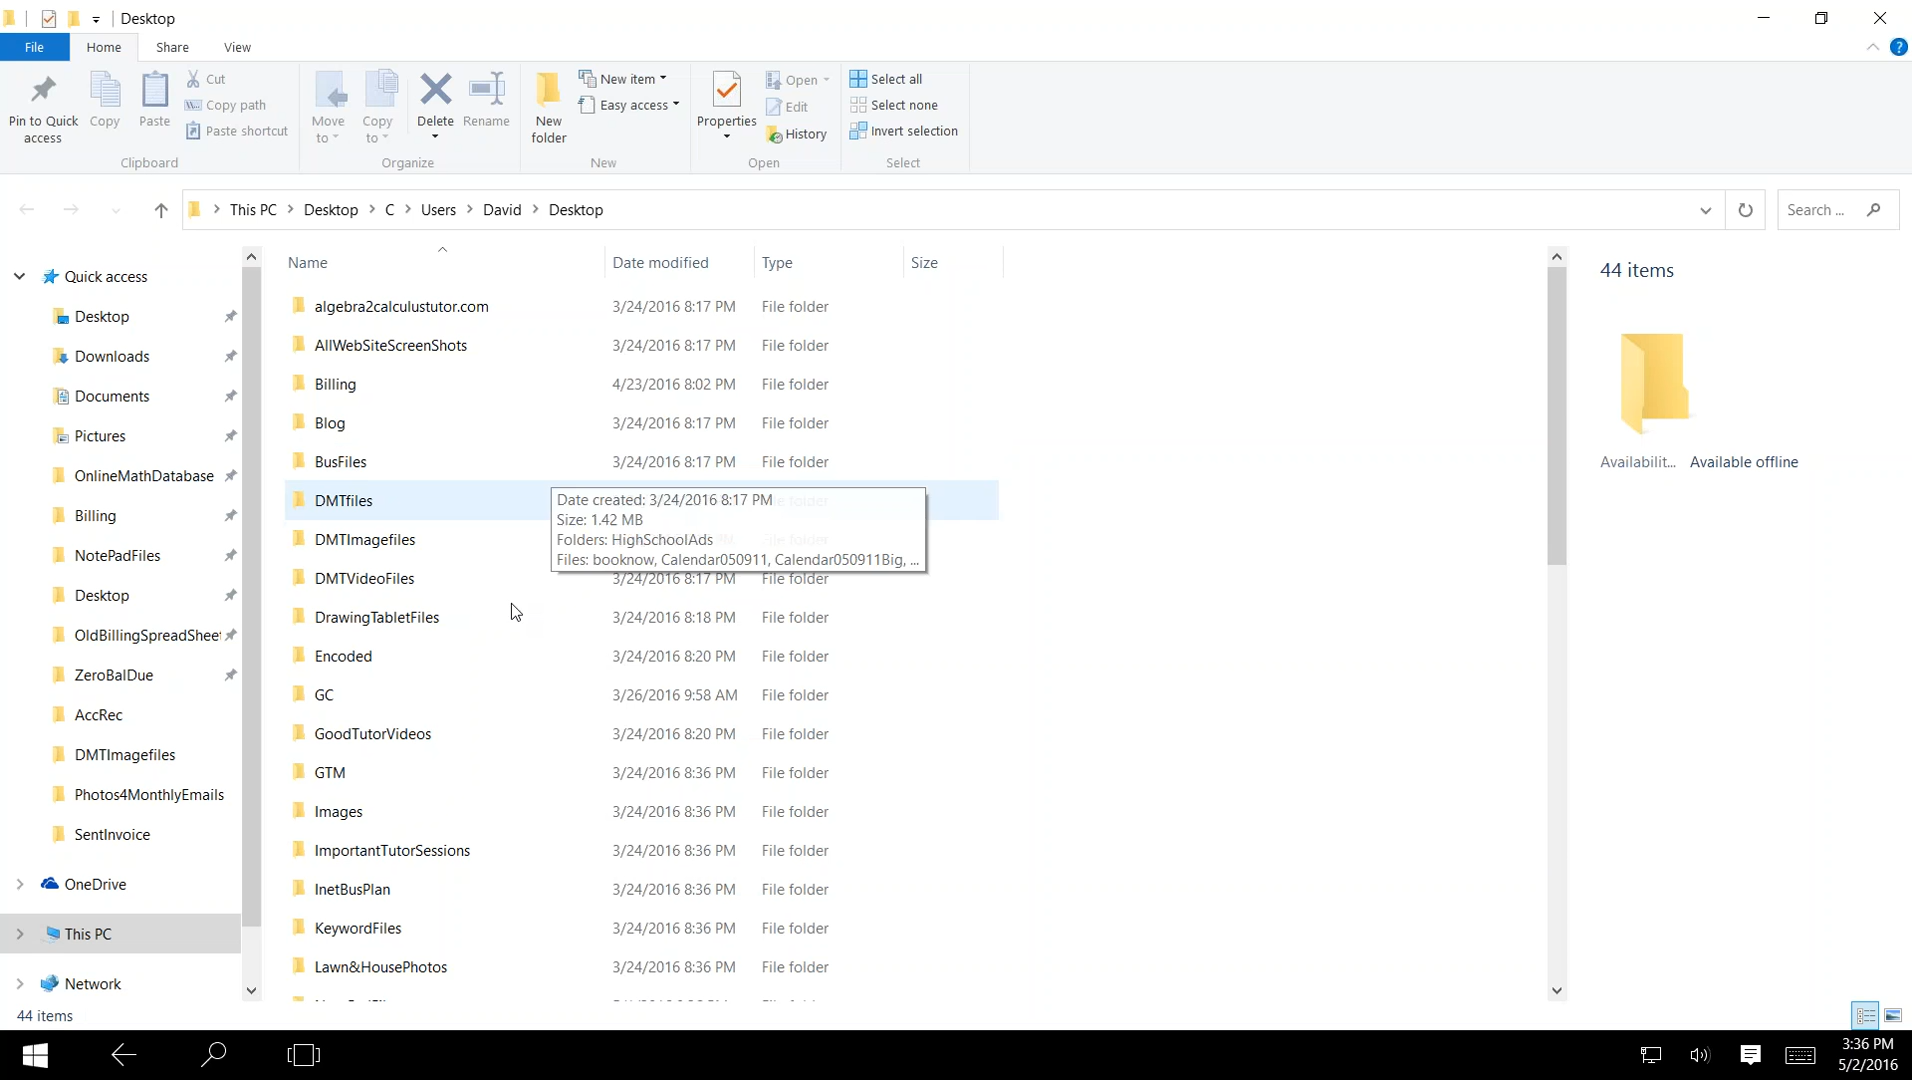 Desktop
File Home Share View
Pin to Quick access
Copy
Paste
Cut
Copy path
Paste shortcut
Clipboard
Move to
Copy to
Delete
Rename
Organize
New folder
New item
Easy access
New
Properties
Open
Edit
History
Open
Select all
Select none
Invert selection
Select
This PC > Desktop > C > Users > David > Desktop
Search ...
Quick access
Desktop
Downloads
Documents
Pictures
OnlineMathDatabase
Billing
NotePadFiles
Desktop
OldBillingSpreadSheet
ZeroBalDue
AccRec
DMTImagefiles
Photos4MonthlyEmails
SentInvoice
OneDrive
This PC
Network
Name Date modified Type Size
algebra2calculustutor.com 3/24/2016 8:17 PM File folder
AllWebSiteScreenShots 3/24/2016 8:17 PM File folder
Billing 4/23/2016 8:02 PM File folder
Blog 3/24/2016 8:17 PM File folder
BusFiles 3/24/2016 8:17 PM File folder
DMTfiles
DMTImagefiles
Date created: 3/24/2016 8:17 PM
Size: 1.42 MB
Folders: HighSchoolAds
Files: booknow, Calendar050911, Calendar050911Big, ...
DMTVideoFiles 3/24/2016 8:17 PM File folder
DrawingTabletFiles 3/24/2016 8:18 PM File folder
Encoded 3/24/2016 8:20 PM File folder
GC 3/26/2016 9:58 AM File folder
GoodTutorVideos 3/24/2016 8:20 PM File folder
GTM 3/24/2016 8:36 PM File folder
Images 3/24/2016 8:36 PM File folder
ImportantTutorSessions 3/24/2016 8:36 PM File folder
InetBusPlan 3/24/2016 8:36 PM File folder
KeywordFiles 3/24/2016 8:36 PM File folder
Lawn&HousePhotos 3/24/2016 8:36 PM File folder
44 items
Availabilit... Available offline
44 items
3:36 PM
5/2/2016